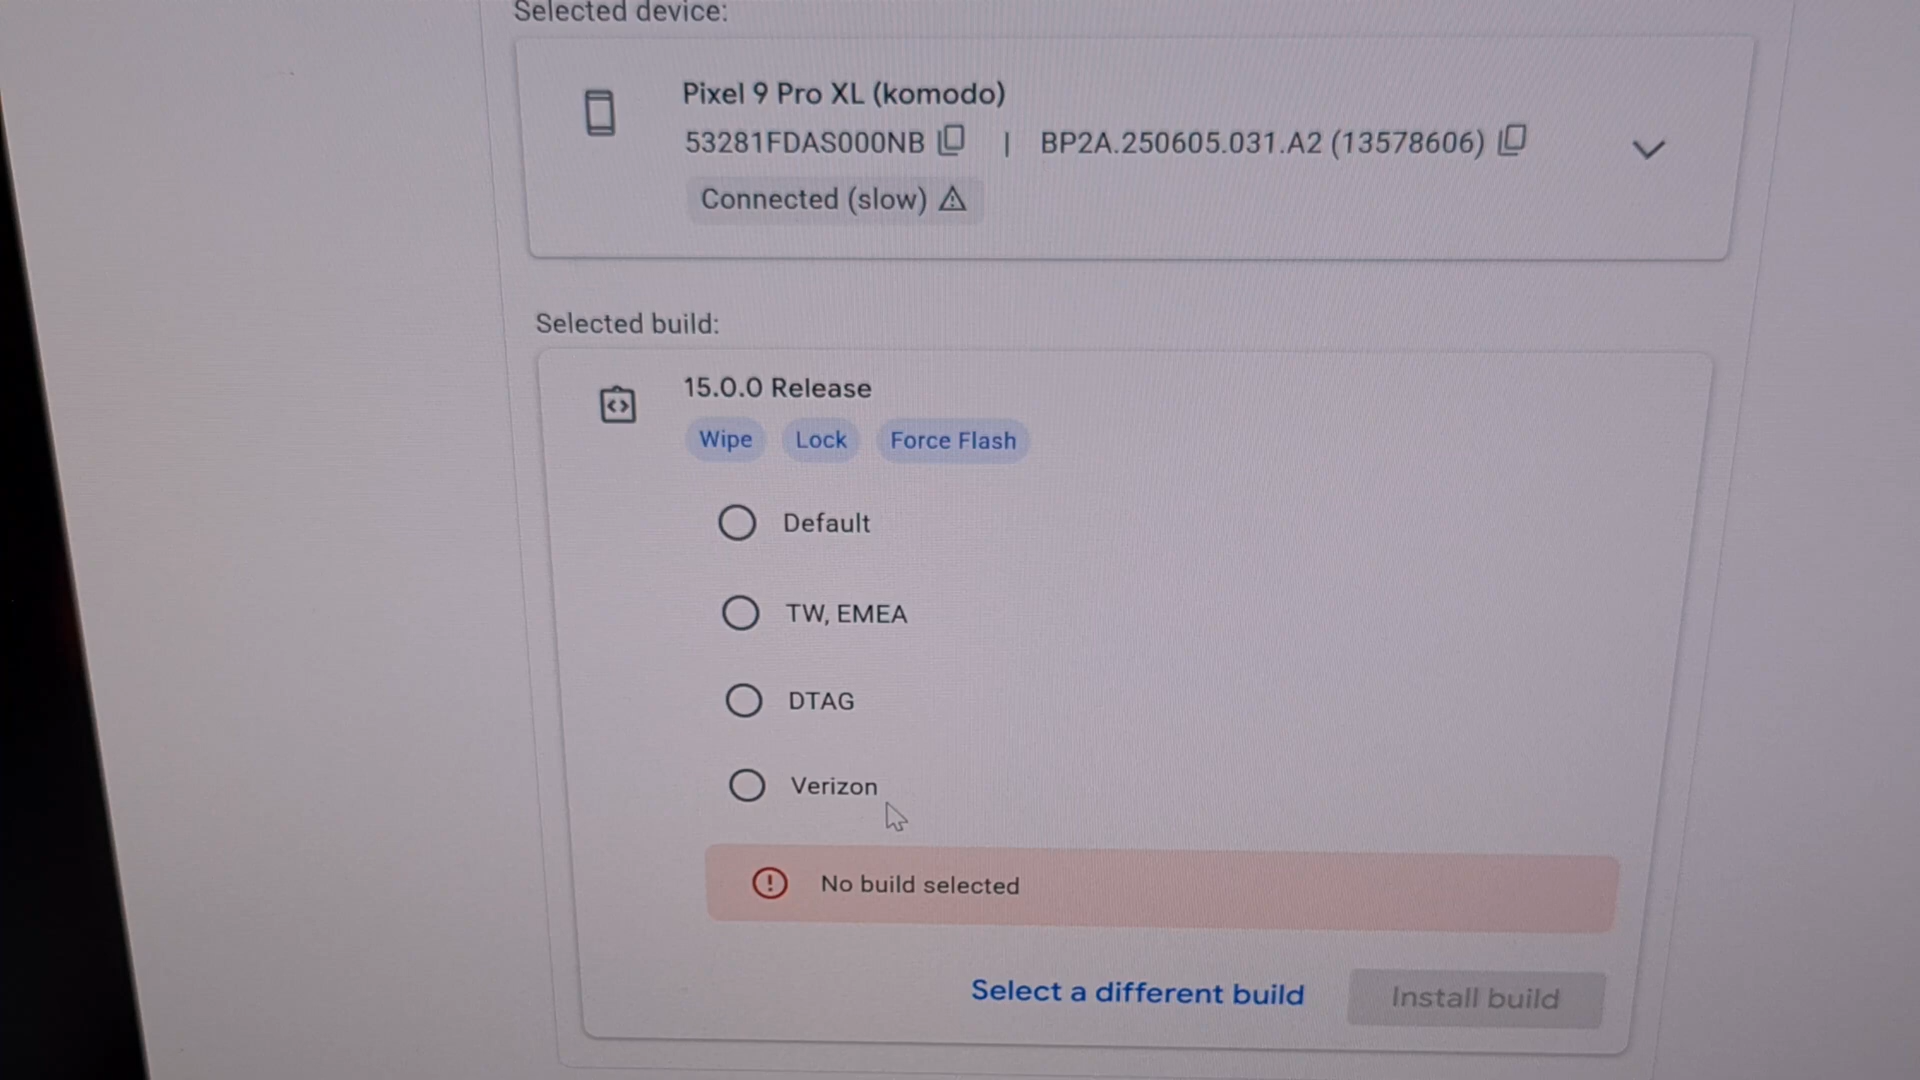 Selected device:
Pixel 9 Pro XL (komodo)
53281FDAS000NB | BP2A.250605.031.A2 (13578606)
Connected (slow)
Selected build:
15.0.0 Release
Wipe Lock Force Flash
Default
TW, EMEA
DTAG
Verizon
No build selected
Select a different build Install build